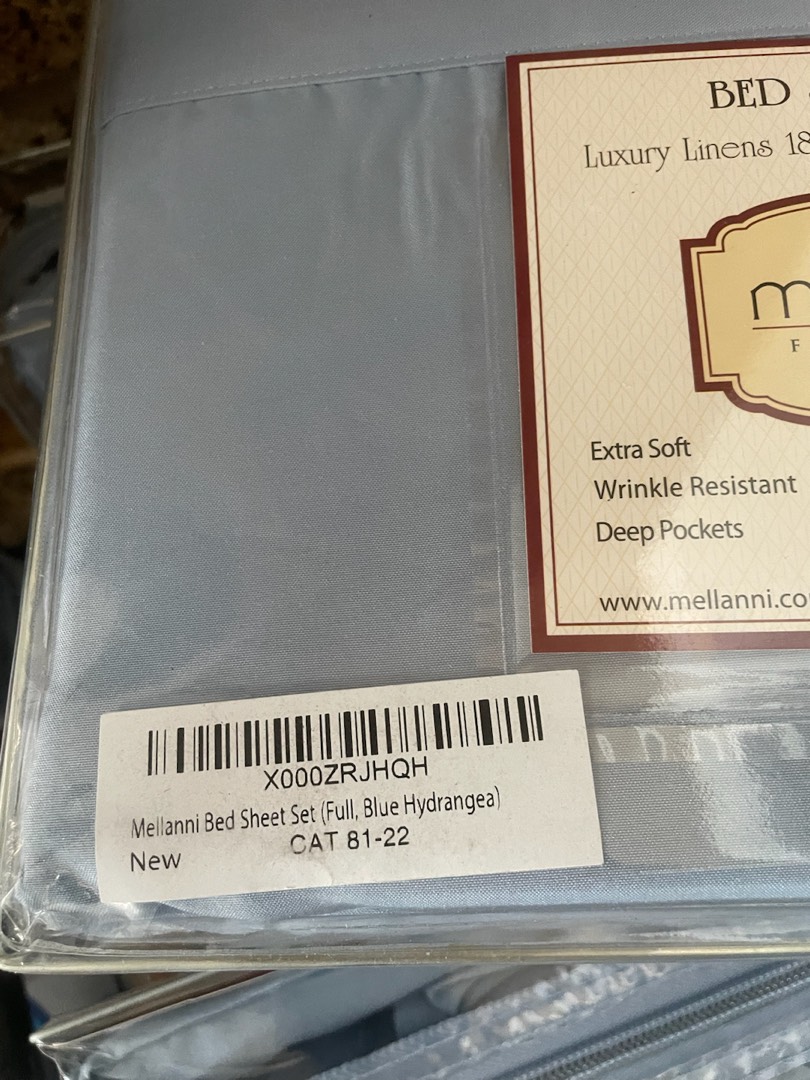 BED
Luxury Linens 18
m
F
Extra Soft
Wrinkle Resistant
Deep Pockets
www.mellanni.co
X000ZRJHQH
Mellanni Bed Sheet Set (Full, Blue Hydrangea)
New CAT 81-22